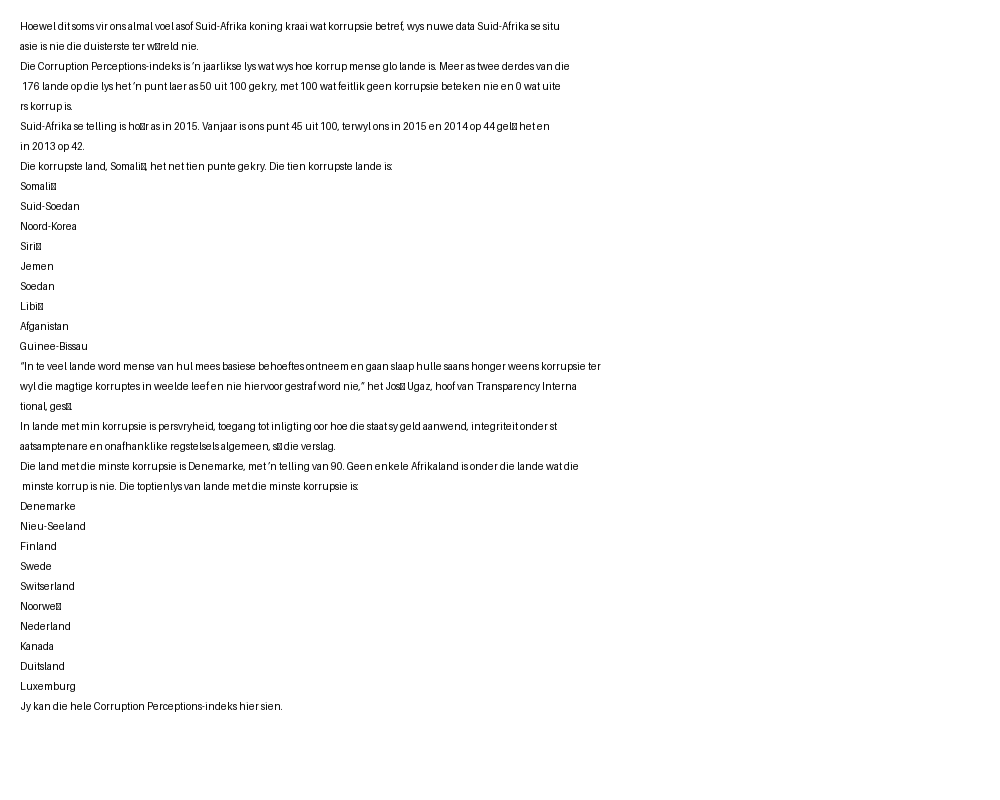 Hoewel dit soms vir ons almal voel asof Suid-Afrika koning kraai wat korrupsie betref, wys nuwe data Suid-Afrika se situ
asie is nie die duisterste ter w□reld nie.
Die Corruption Perceptions-indeks is ’n jaarlikse lys wat wys hoe korrup mense glo lande is. Meer as twee derdes van die
176 lande op die lys het ’n punt laer as 50 uit 100 gekry, met 100 wat feitlik geen korrupsie beteken nie en 0 wat uite
rs korrup is.
Suid-Afrika se telling is ho□r as in 2015. Vanjaar is ons punt 45 uit 100, terwyl ons in 2015 en 2014 op 44 gel□ het en
in 2013 op 42.
Die korrupste land, Somali□, het net tien punte gekry. Die tien korrupste lande is:
Somali□
Suid-Soedan
Noord-Korea
Siri□
Jemen
Soedan
Libi□
Afganistan
Guinee-Bissau
“In te veel lande word mense van hul mees basiese behoeftes ontneem en gaan slaap hulle saans honger weens korrupsie ter
wyl die magtige korruptes in weelde leef en nie hiervoor gestraf word nie,” het Jos□ Ugaz, hoof van Transparency Interna
tional, ges□.
In lande met min korrupsie is persvryheid, toegang tot inligting oor hoe die staat sy geld aanwend, integriteit onder st
aatsamptenare en onafhanklike regstelsels algemeen, s□ die verslag.
Die land met die minste korrupsie is Denemarke, met ’n telling van 90. Geen enkele Afrikaland is onder die lande wat die
minste korrup is nie. Die toptienlys van lande met die minste korrupsie is:
Denemarke
Nieu-Seeland
Finland
Swede
Switserland
Noorwe□
Nederland
Kanada
Duitsland
Luxemburg
Jy kan die hele Corruption Perceptions-indeks hier sien.